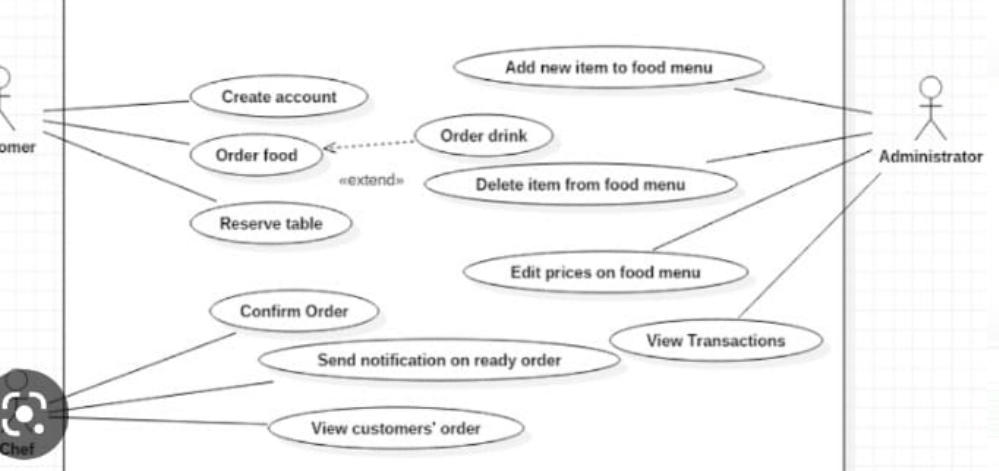 Add new item to food menu
Create account
Order drink
omer
Order food
Administrator
«extend»
Delete item from food menu
Reserve table
Edit prices on food menu
Confirm Order
View Transactions
Send notification on ready order
View customers' order
Chef